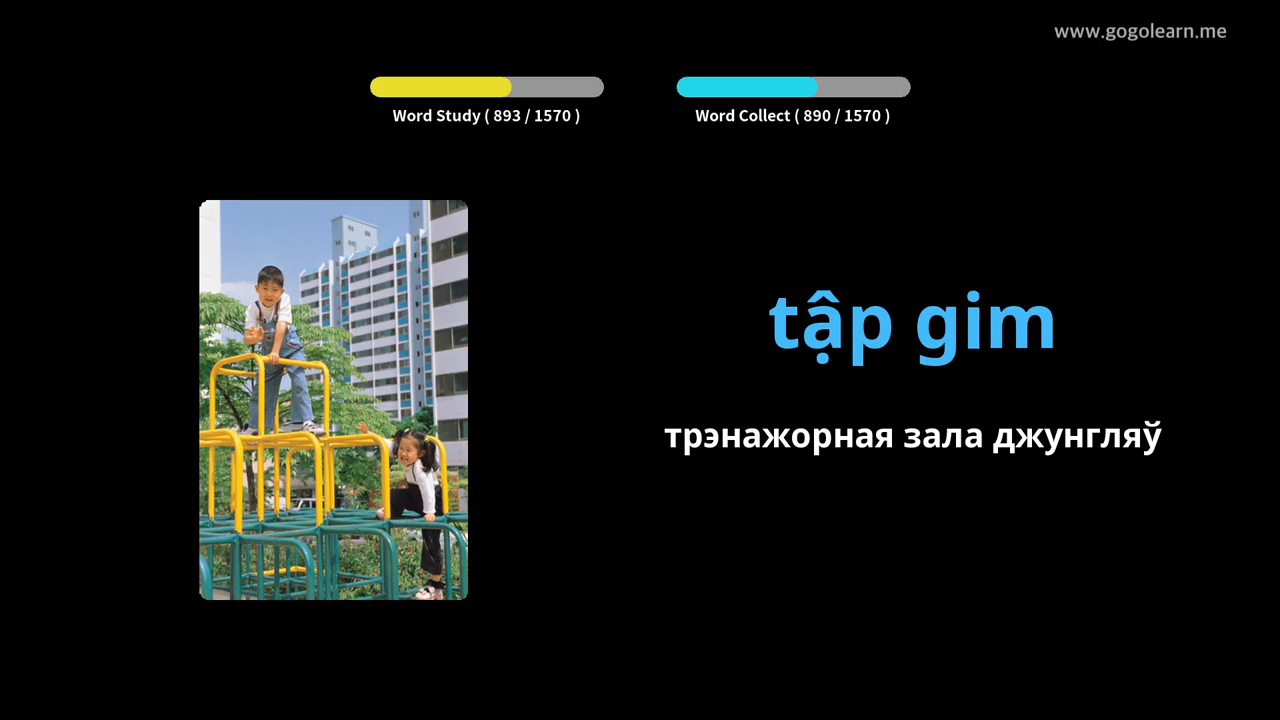 www.gogolearn.me
Word Study ( 893 / 1570 )
Word Collect ( 890 / 1570 )
tập gim
трэнажорная зала джунгляў